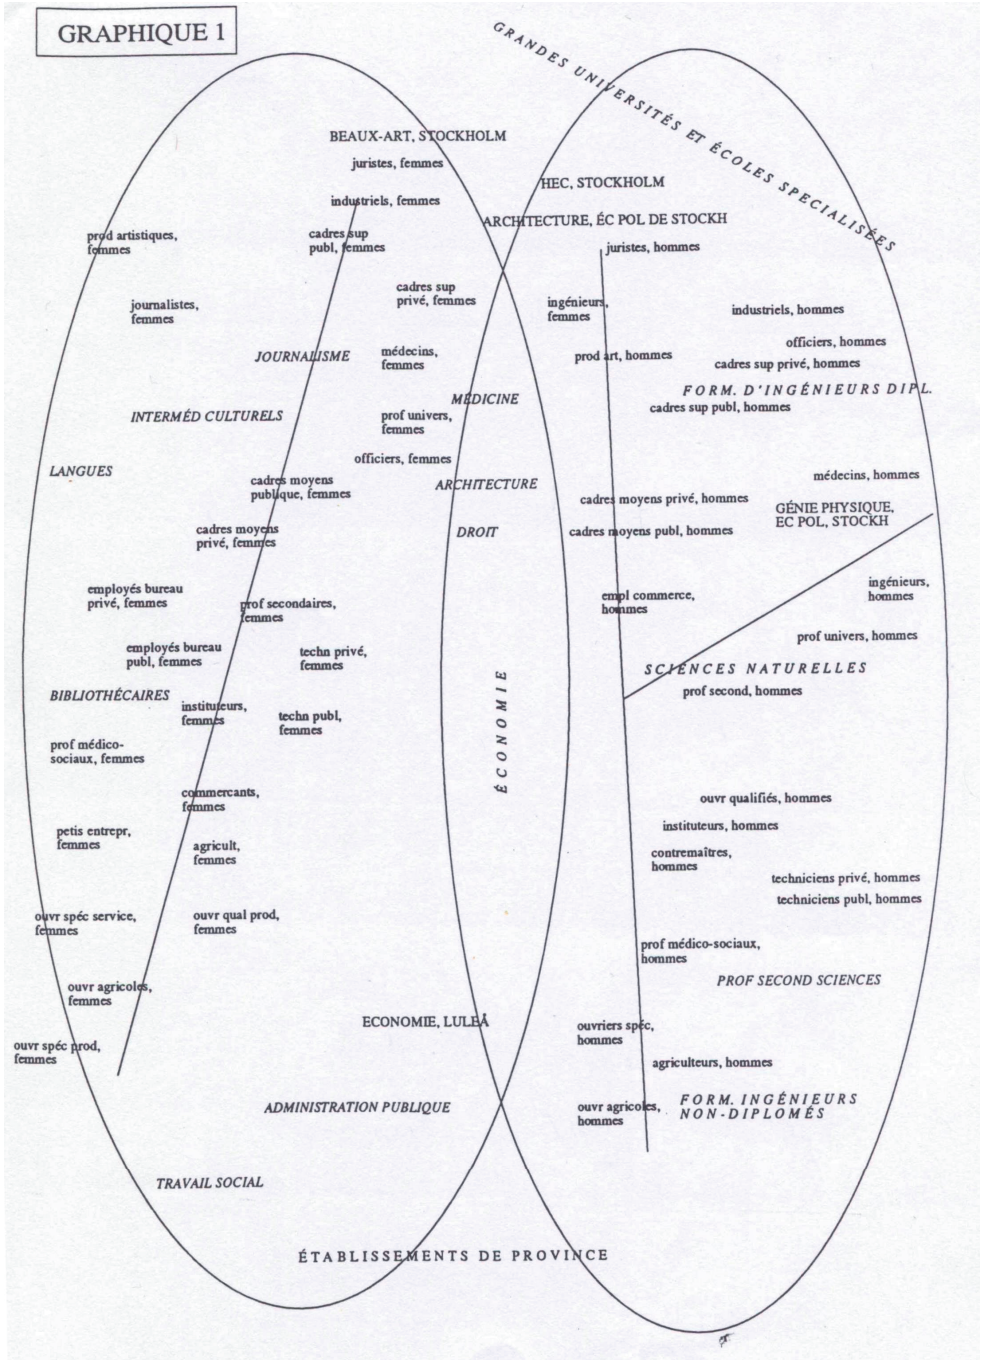 GRAPHIQUE 1
GRANDES UNIVERSITÉS ET ÉCOLES SPECIALISÉES
BEAUX-ART, STOCKHOLM
juristes, femmes
HEC, STOCKHOLM
industriels, femmes
ARCHITECTURE, ÉC POL DE STOCKH
prod artistiques,
femmes
cadres sup
publ, femmes
juristes, hommes
cadres sup
privé, femmes
journalistes,
femmes
ingénieurs,
femmes
industriels, hommes
officiers, hommes
JOURNALISME
médecins,
femmes
prod art, hommes
cadres sup privé, hommes
FORM. D'INGÉNIEURS DIPL.
MÉDICINE
cadres sup publ, hommes
INTERMÉD CULTURELS
prof univers,
femmes
officiers, femmes
LANGUES
cadres moyens
publique, femmes
ARCHITECTURE
médecins, hommes
cadres moyens privé, hommes
GÉNIE PHYSIQUE,
EC POL, STOCKH
cadres moyens
privé, femmes
DROIT
cadres moyens publ, hommes
employés bureau
privé, femmes
prof secondaires,
femmes
empl commerce,
hommes
ingénieurs,
hommes
employés bureau
publ, femmes
techn privé,
femmes
prof univers, hommes
SCIENCES NATURELLES
BIBLIOTHÉCAIRES
prof second, hommes
instituteurs,
femmes
techn publ,
femmes
ÉCONOMIE
prof médico-
sociaux, femmes
commercants,
femmes
ouvr qualifiés, hommes
petis entrepr,
femmes
instituteurs, hommes
agricult,
femmes
contremaîtres,
hommes
techniciens privé, hommes
techniciens publ, hommes
ouvr spéc service,
femmes
ouvr qual prod,
femmes
prof médico-sociaux,
hommes
PROF SECOND SCIENCES
ouvr agricoles,
femmes
ECONOMIE, LULEÅ
ouvriers spéc,
hommes
ouvr spéc prod,
femmes
agriculteurs, hommes
ADMINISTRATION PUBLIQUE
ouvr agricoles,
hommes
FORM. INGÉNIEURS
NON-DIPLOMÉS
TRAVAIL SOCIAL
ÉTABLISSEMENTS DE PROVINCE